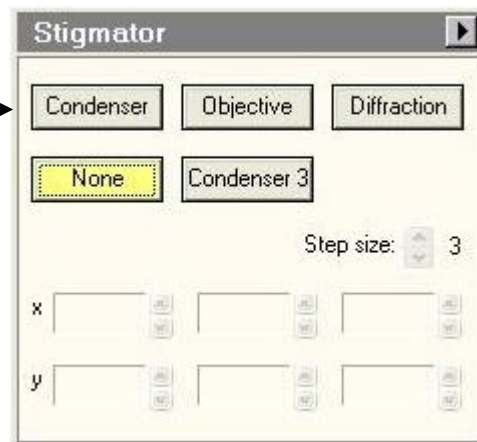 Stigmator
Condenser Objective Diffraction
None Condenser 3
Step size: 3
x
y